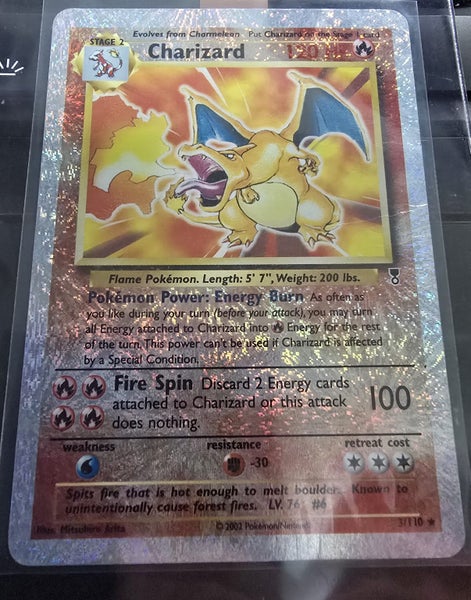 Evolves from Charmeleon Put Charizard on the Stage 1 card
STAGE 2
Charizard 120 HP
Flame Pokémon. Length: 5' 7", Weight: 200 lbs.
Pokémon Power: Energy Burn As often as
you like during your turn (before your attack), you may turn
all Energy attached to Charizard into Energy for the rest
of the turn. This power can't be used if Charizard is affected
by a Special Condition.
Fire Spin Discard 2 Energy cards
attached to Charizard or this attack 100
does nothing.
weakness resistance retreat cost
-30
Spits fire that is hot enough to melt boulders. Known to
unintentionally cause forest fires. LV. 76 #6
Illus. Mitsuhiro Arita © 2002 Pokémon/Nintendo 3/110 ★